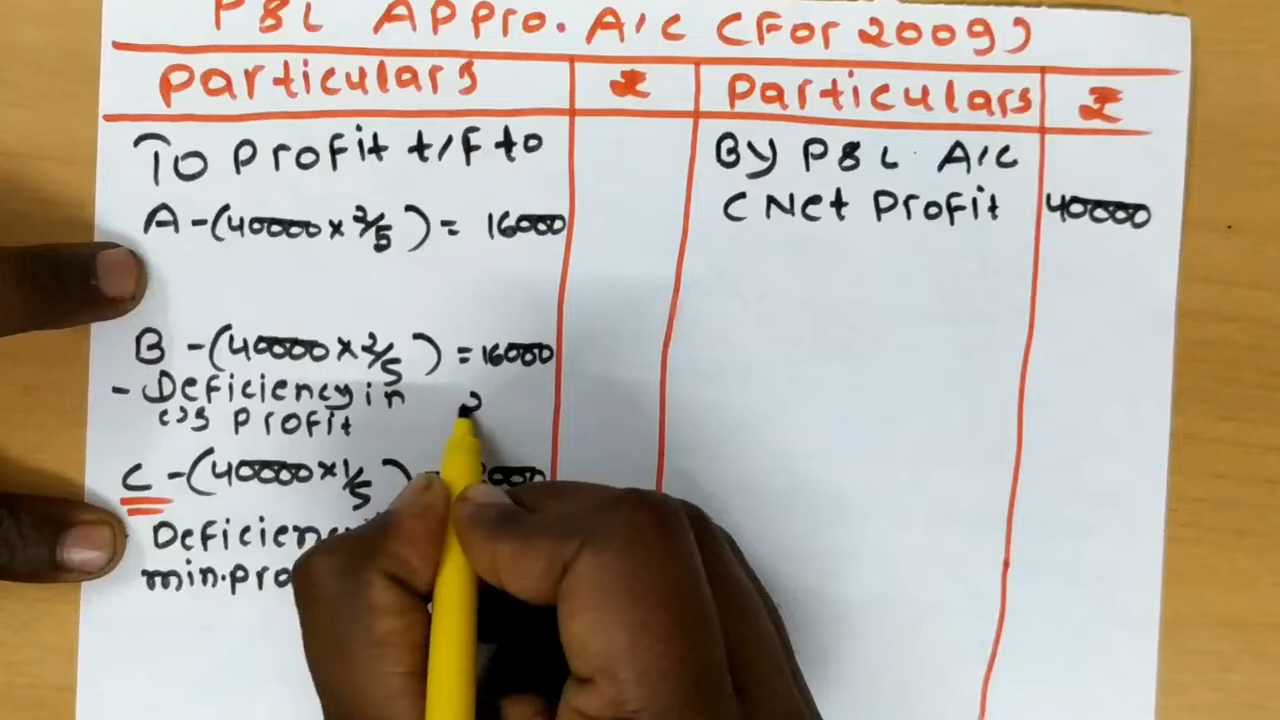 P&L Appro. A/C (For 2009)
Particulars ₹ Particulars ₹
To Profit t/f to By P&L A/C
(Net Profit 40000
A-(40000×2/5) = 16000
B-(40000×2/5) = 16000
- Deficiency in
C's Profit
C-(40000×1/5)
Deficien
min.pro